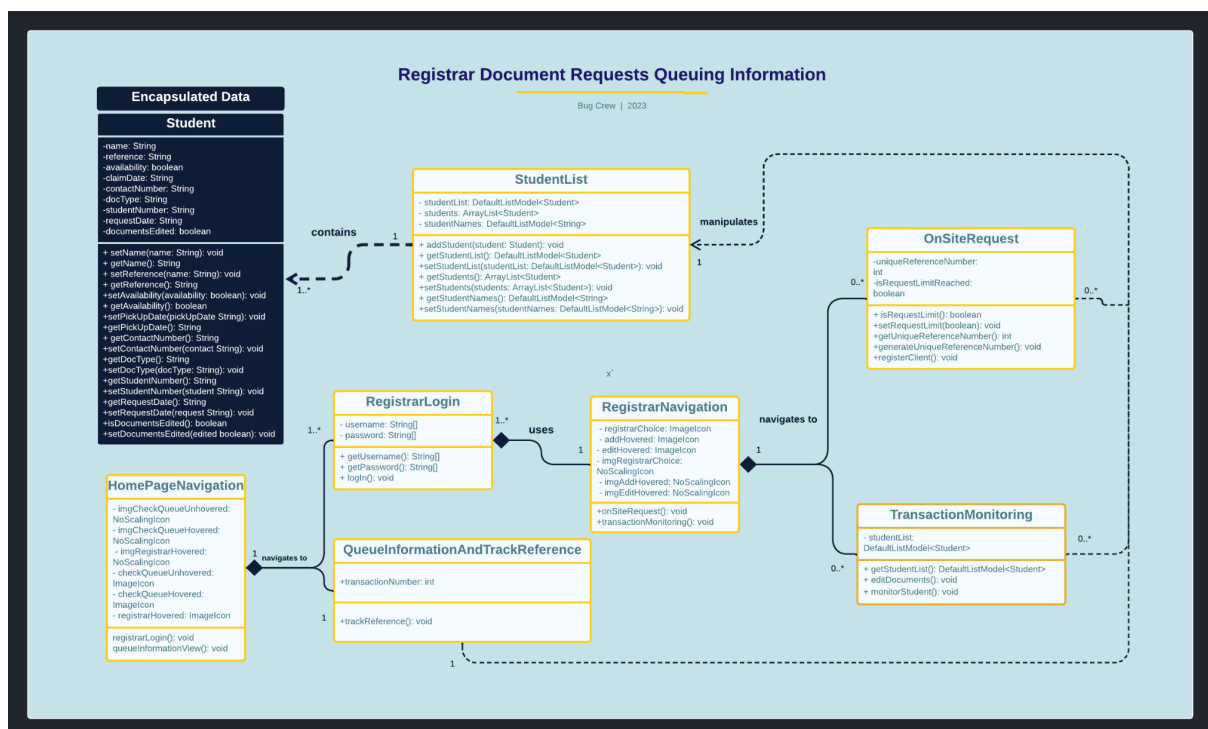 Registrar Document Requests Queuing Information
Bug Crew | 2023
Encapsulated Data
Student
-name: String
-reference: String
-availability: boolean
-claimDate: String
-contactNumber: String
-docType: String
-studentNumber: String
-requestDate: String
-documentsEdited: boolean
+ setName(name: String): void
+ getName(): String
+ setReference(name: String): void
+ getReference(): String
+setAvailability(availability: boolean): void
+ getAvailability(): boolean
+setPickUpDate(pickUpDate String): void
+getPickUpDate(): String
+ getContactNumber(): String
+setContactNumber(contact String): void
+getDocType(): String
+setDocType(docType: String): void
+getStudentNumber(): String
+setStudentNumber(student String): void
+getRequestDate(): String
+setRequestDate(request String): void
+isDocumentsEdited(): boolean
+setDocumentsEdited(edited boolean): void
contains
1
1..*
StudentList
- studentList: DefaultListModel<Student>
- students: ArrayList<Student>
- studentNames: DefaultListModel<String>
+ addStudent(student: Student): void
+ getStudentList(): DefaultListModel<Student>
+setStudentList(studentList: DefaultListModel<Student>): void
+ getStudents(): ArrayList<Student>
+setStudents(students: ArrayList<Student>): void
+ getStudentNames(): DefaultListModel<String>
+setStudentNames(studentNames: DefaultListModel<String>): void
manipulates
1
OnSiteRequest
-uniqueReferenceNumber:
int
-isRequestLimitReached:
boolean
+ isRequestLimit(): boolean
+setRequestLimit(boolean): void
+getUniqueReferenceNumber(): int
+generateUniqueReferenceNumber(): void
+registerClient(): void
0..*
0..*
x`
RegistrarLogin
- username: String[]
- password: String[]
+ getUsername(): String[]
+ getPassword(): String[]
+ logIn(): void
1..*
1..*
uses
1
RegistrarNavigation
- registrarChoice: ImageIcon
- addHovered: ImageIcon
- editHovered: ImageIcon
- imgRegistrarChoice:
NoScalingIcon
- imgAddHovered: NoScalingIcon
- imgEditHovered: NoScalingIcon
+onSiteRequest(): void
+transactionMonitoring(): void
navigates to
1
HomePageNavigation
- imgCheckQueueUnhovered:
NoScalingIcon
- imgCheckQueueHovered:
NoScalingIcon
- imgRegistrarHovered:
NoScalingIcon
- checkQueueUnhovered:
ImageIcon
- checkQueueHovered:
ImageIcon
- registrarHovered: ImageIcon
registrarLogin(): void
queueInformationView(): void
1
navigates to
QueueInformationAndTrackReference
+transactionNumber: int
+trackReference(): void
1
1
TransactionMonitoring
- studentList:
DefaultListModel<Student>
+ getStudentList(): DefaultListModel<Student>
+ editDocuments(): void
+ monitorStudent(): void
0..*
0..*